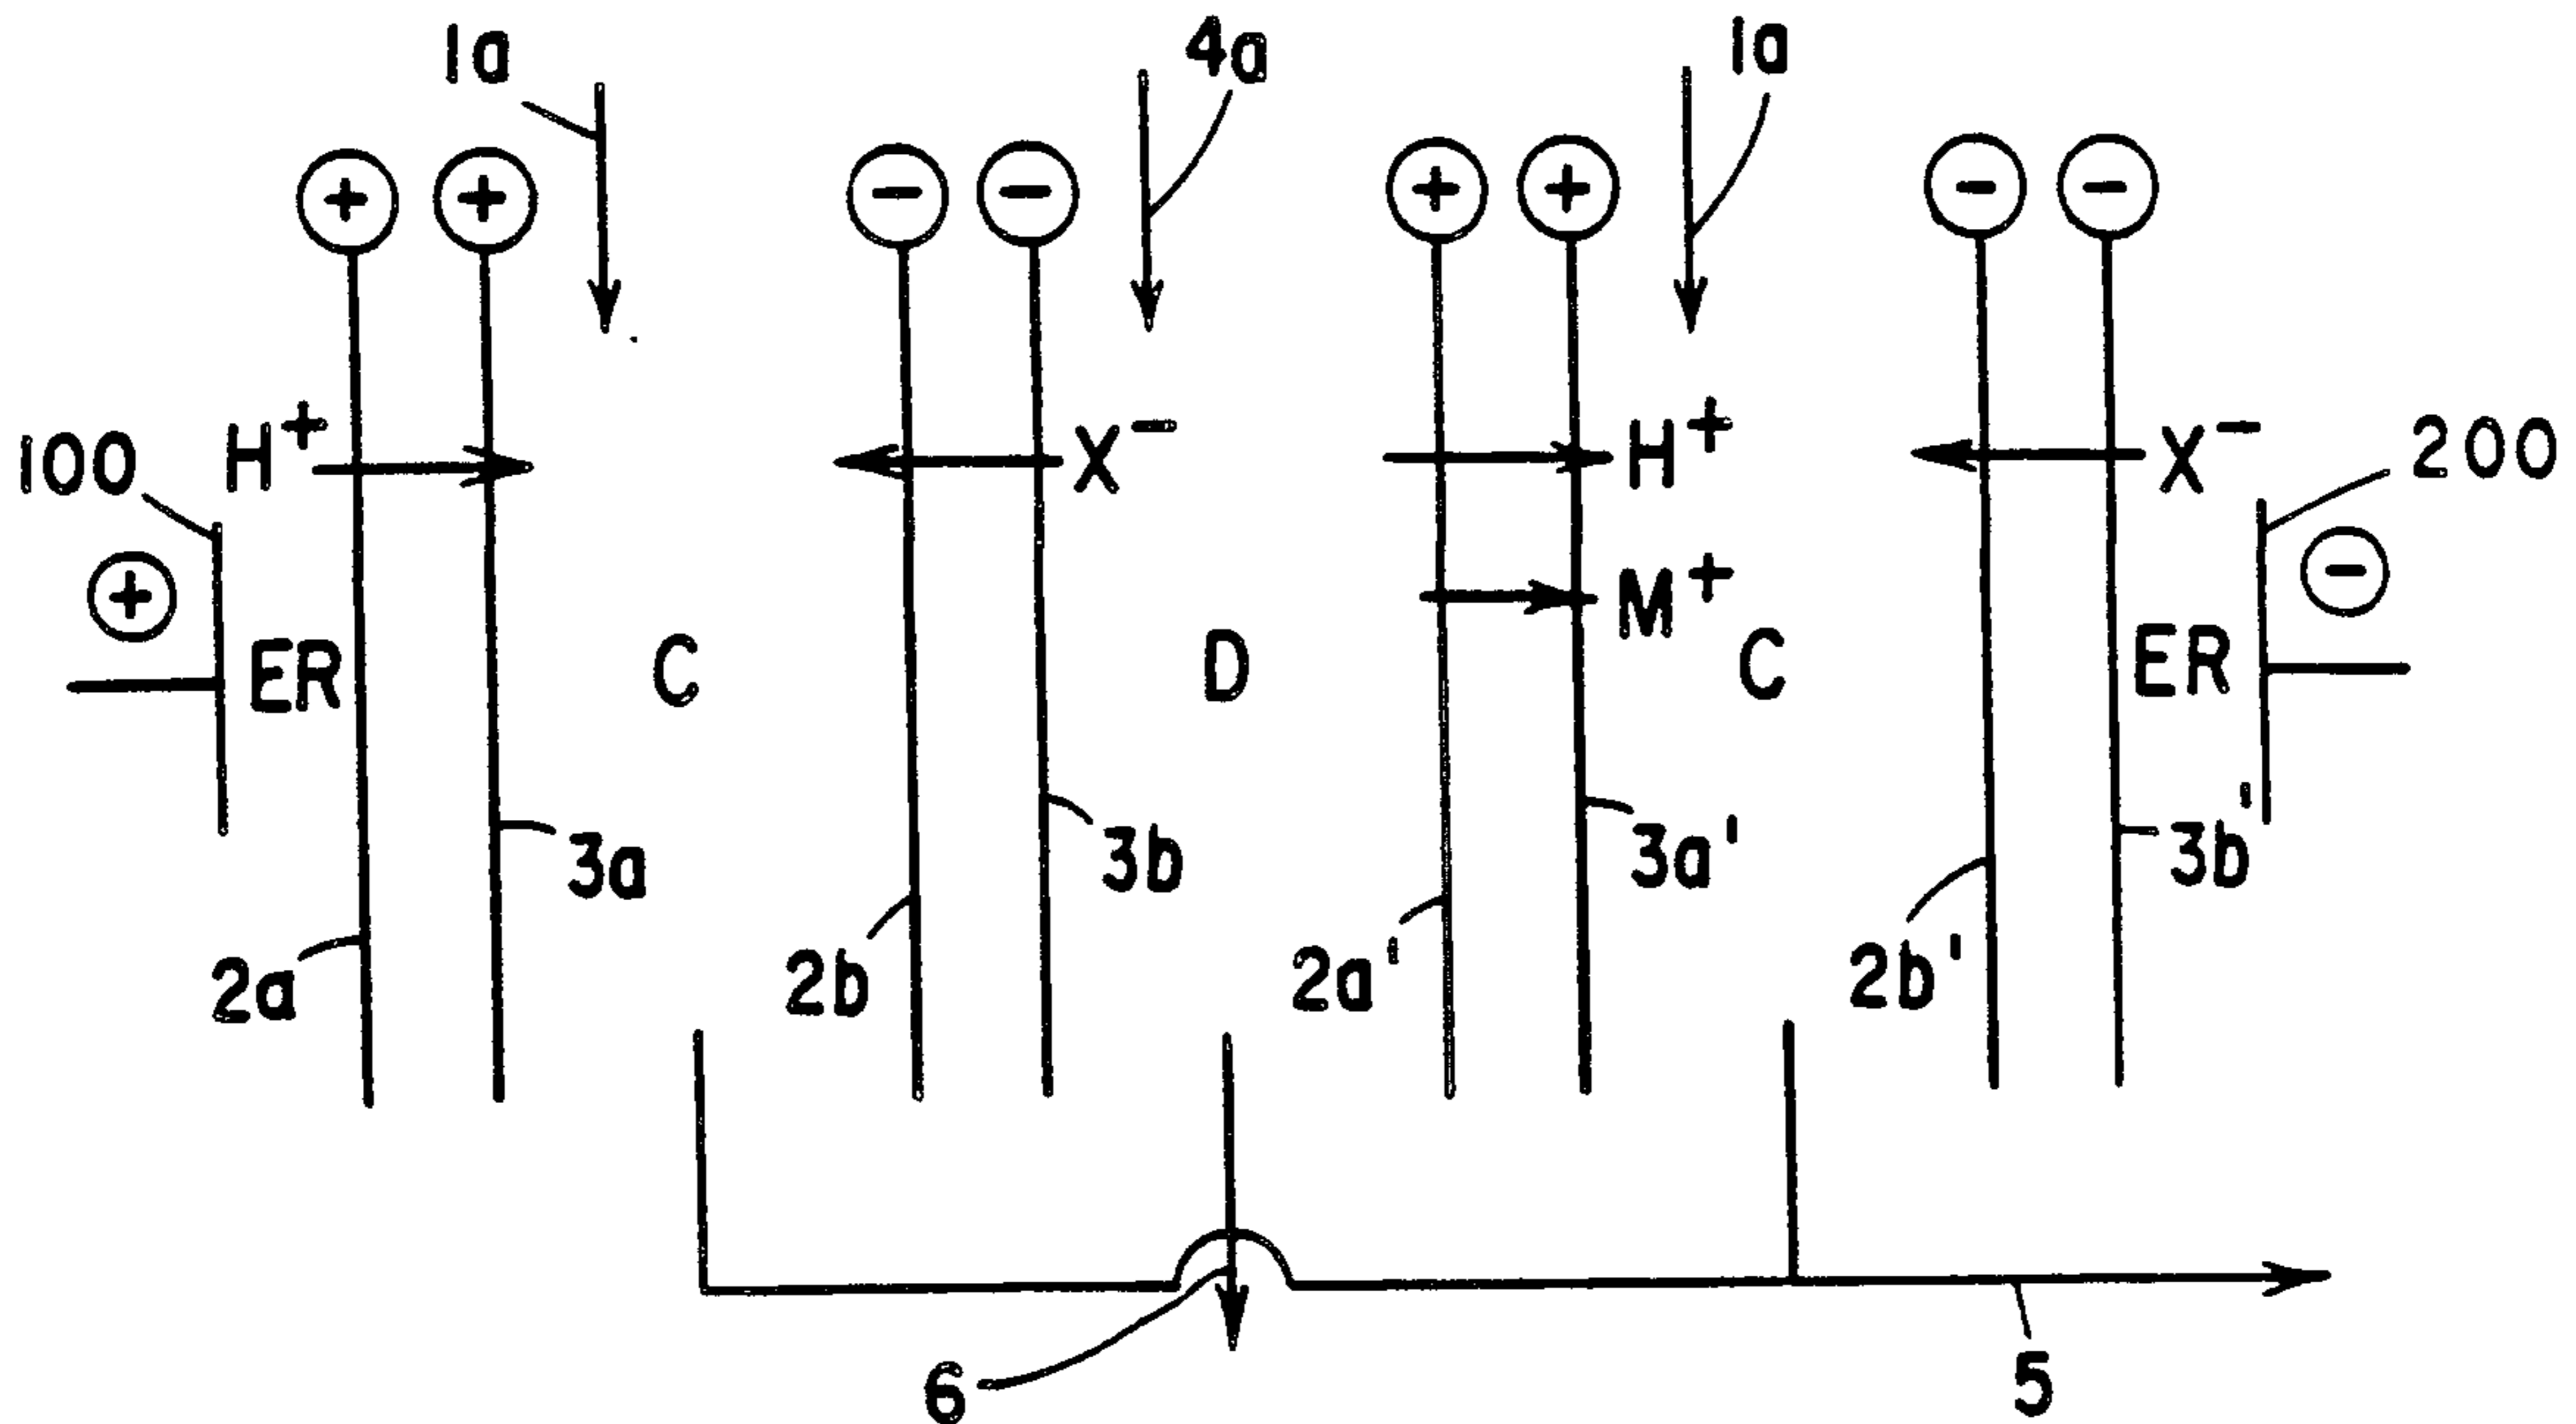 1a 4a 1a
+ + - - + + - -
100 H+ X- H+ X- 200
+ M+ -
ER C D C ER
3a 3b 3a' 3b'
2a 2b 2a' 2b'
6 5